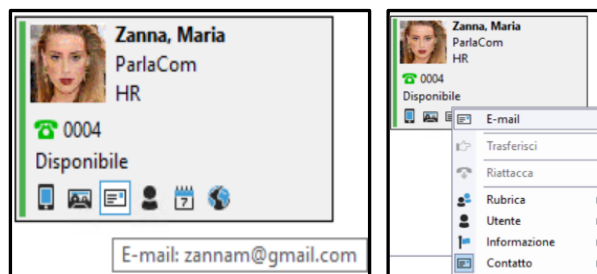 Zanna, Maria
ParlaCom
HR
0004
Disponibile
7
E-mail: zannam@gmail.com
Zanna, Maria
ParlaCom
HR
0004
Disponibile
E-mail
Trasferisci
Riattacca
Rubrica
Utente
Informazione
Contatto